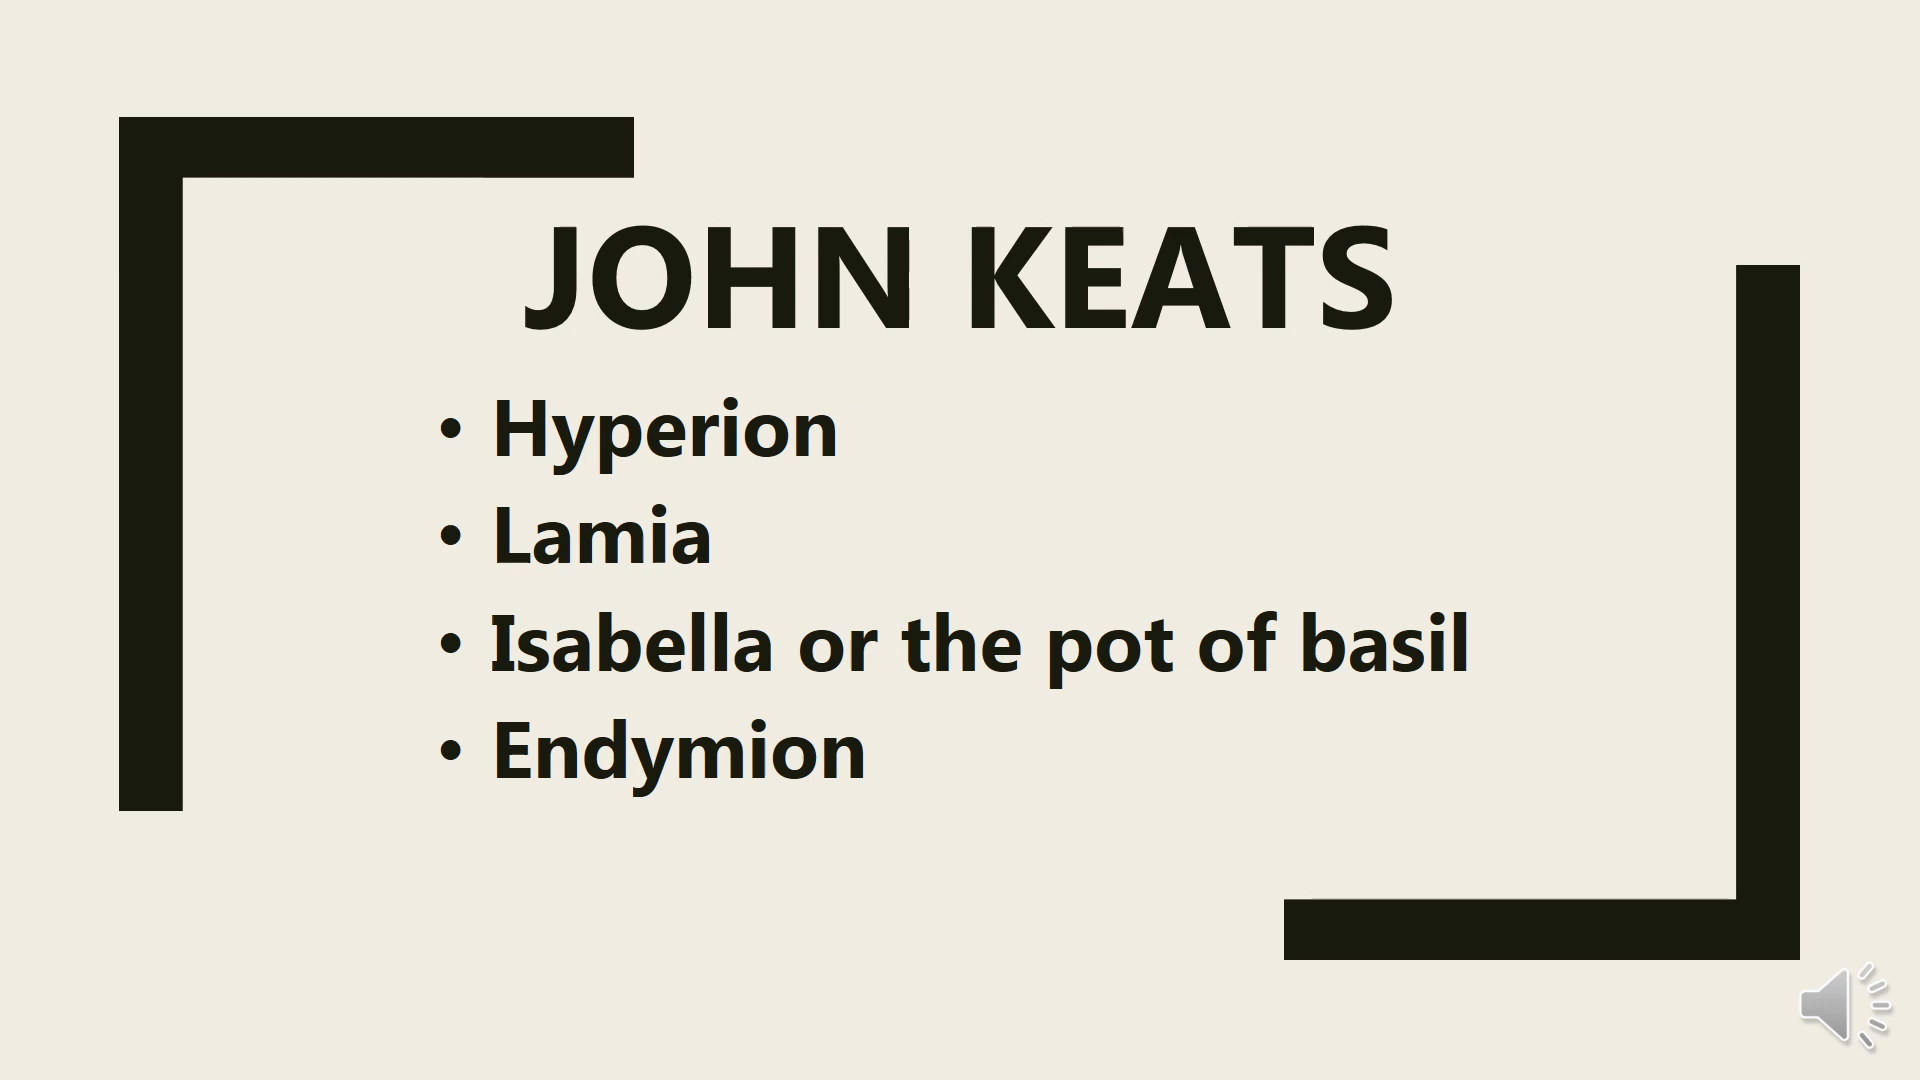 JOHN KEATS
• Hyperion
• Lamia
• Isabella or the pot of basil
• Endymion